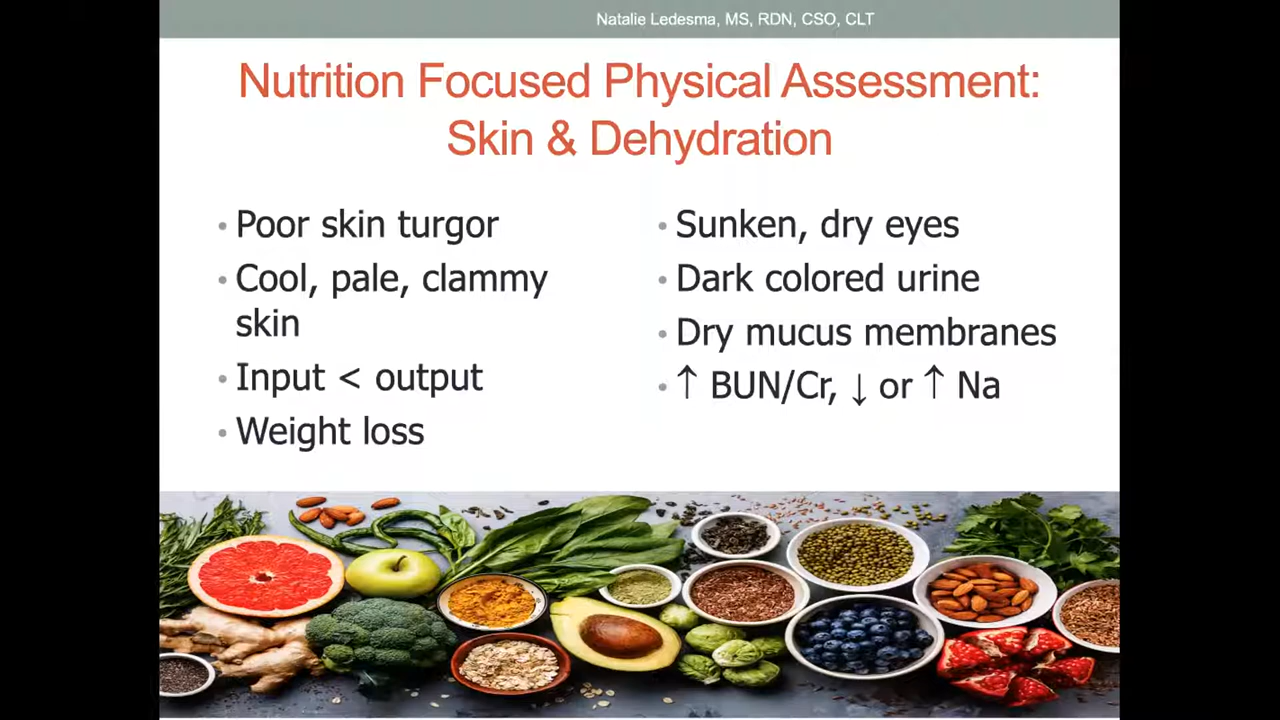 Natalie Ledesma, MS, RDN, CSO, CLT
Nutrition Focused Physical Assessment:
Skin & Dehydration
• Poor skin turgor
• Cool, pale, clammy
skin
• Input < output
• Weight loss
• Sunken, dry eyes
• Dark colored urine
• Dry mucus membranes
• ↑ BUN/Cr, ↓ or ↑ Na